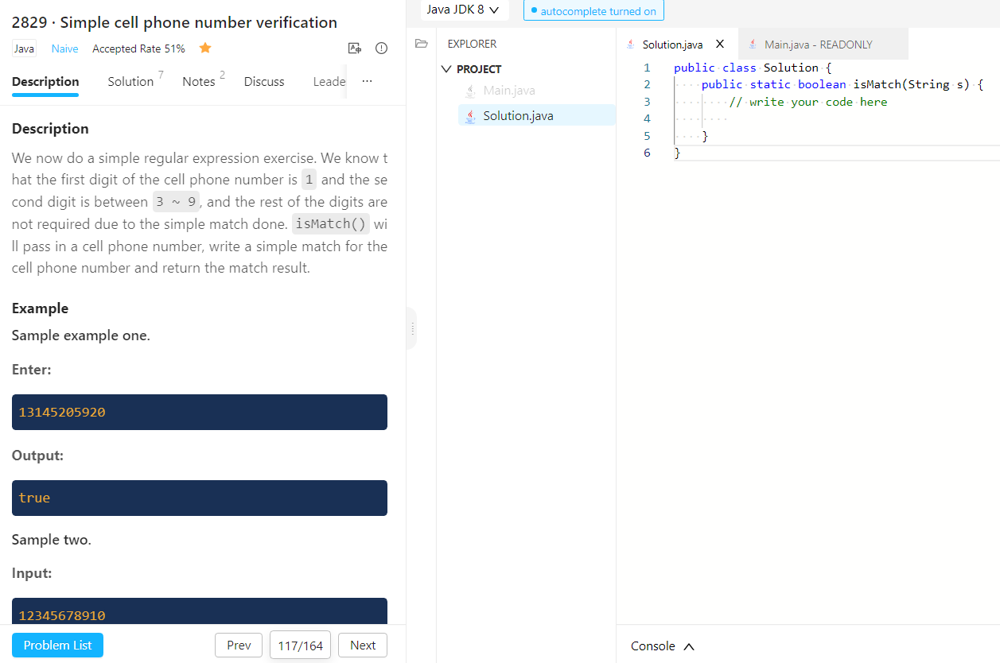 2829 · Simple cell phone number verification
Java Naive Accepted Rate 51%
Description Solution 7 Notes 2 Discuss Leade ...
Description
We now do a simple regular expression exercise. We know t
hat the first digit of the cell phone number is 1 and the se
cond digit is between 3 ~ 9, and the rest of the digits are
not required due to the simple match done. isMatch() wi
ll pass in a cell phone number, write a simple match for the
cell phone number and return the match result.
Example
Sample example one.
Enter:
13145205920
Output:
true
Sample two.
Input:
12345678910
Problem List Prev 117/164 Next
Java JDK 8 autocomplete turned on
EXPLORER
PROJECT
Main.java
Solution.java
Solution.java X Main.java - READONLY
1 public class Solution {
2 public static boolean isMatch(String s) {
3 // write your code here
4
5 }
6 }
Console